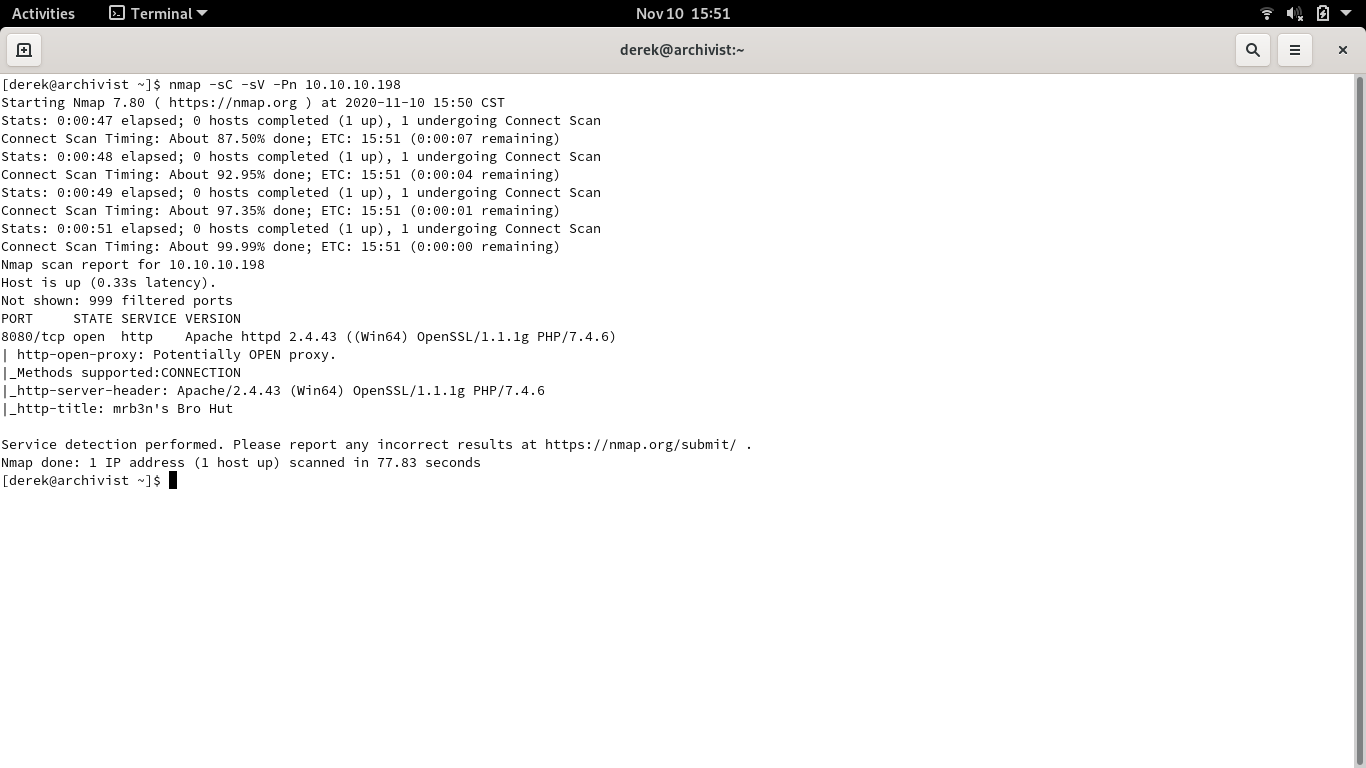 Activities
Terminal
Nov 10 15:51
derek@archivist:~
[derek@archivist ~]$ nmap -sC -sV -Pn 10.10.10.198
Starting Nmap 7.80 ( https://nmap.org ) at 2020-11-10 15:50 CST
Stats: 0:00:47 elapsed; 0 hosts completed (1 up), 1 undergoing Connect Scan
Connect Scan Timing: About 87.50% done; ETC: 15:51 (0:00:07 remaining)
Stats: 0:00:48 elapsed; 0 hosts completed (1 up), 1 undergoing Connect Scan
Connect Scan Timing: About 92.95% done; ETC: 15:51 (0:00:04 remaining)
Stats: 0:00:49 elapsed; 0 hosts completed (1 up), 1 undergoing Connect Scan
Connect Scan Timing: About 97.35% done; ETC: 15:51 (0:00:01 remaining)
Stats: 0:00:51 elapsed; 0 hosts completed (1 up), 1 undergoing Connect Scan
Connect Scan Timing: About 99.99% done; ETC: 15:51 (0:00:00 remaining)
Nmap scan report for 10.10.10.198
Host is up (0.33s latency).
Not shown: 999 filtered ports
PORT     STATE SERVICE VERSION
8080/tcp open  http    Apache httpd 2.4.43 ((Win64) OpenSSL/1.1.1g PHP/7.4.6)
| http-open-proxy: Potentially OPEN proxy.
|_Methods supported:CONNECTION
|_http-server-header: Apache/2.4.43 (Win64) OpenSSL/1.1.1g PHP/7.4.6
|_http-title: mrb3n's Bro Hut
Service detection performed. Please report any incorrect results at https://nmap.org/submit/ .
Nmap done: 1 IP address (1 host up) scanned in 77.83 seconds
[derek@archivist ~]$